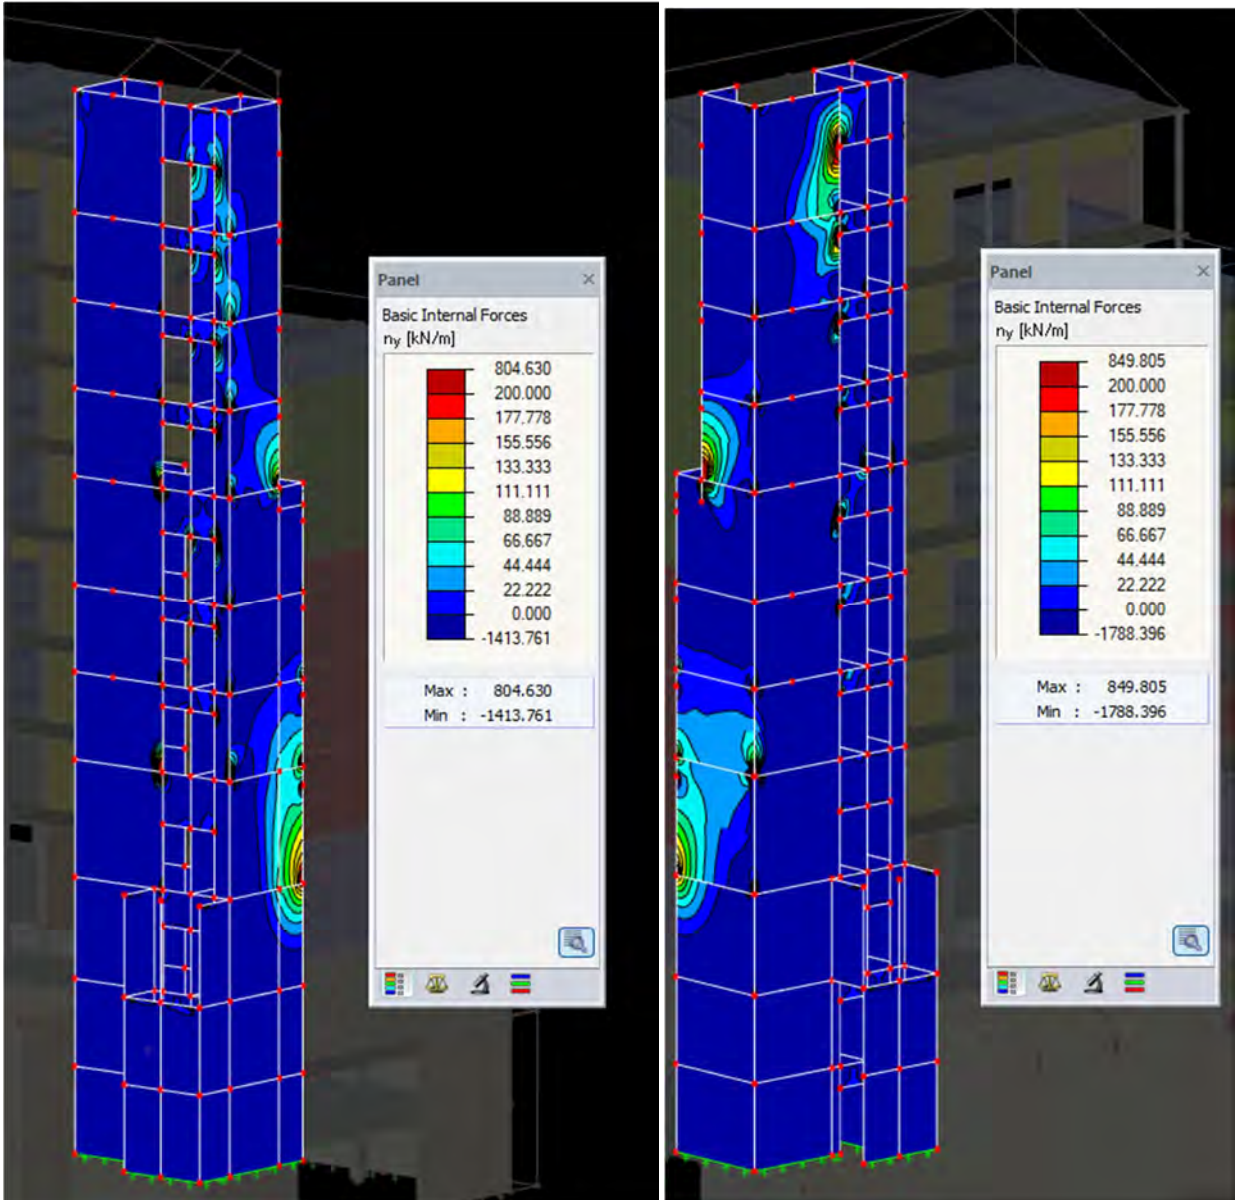 Panel
Basic Internal Forces
ny [kN/m]
804.630
200.000
177.778
155.556
133.333
111.111
88.889
66.667
44.444
22.222
0.000
-1413.761
Max : 804.630
Min : -1413.761
Panel
Basic Internal Forces
ny [kN/m]
849.805
200.000
177.778
155.556
133.333
111.111
88.889
66.667
44.444
22.222
0.000
-1788.396
Max : 849.805
Min : -1788.396